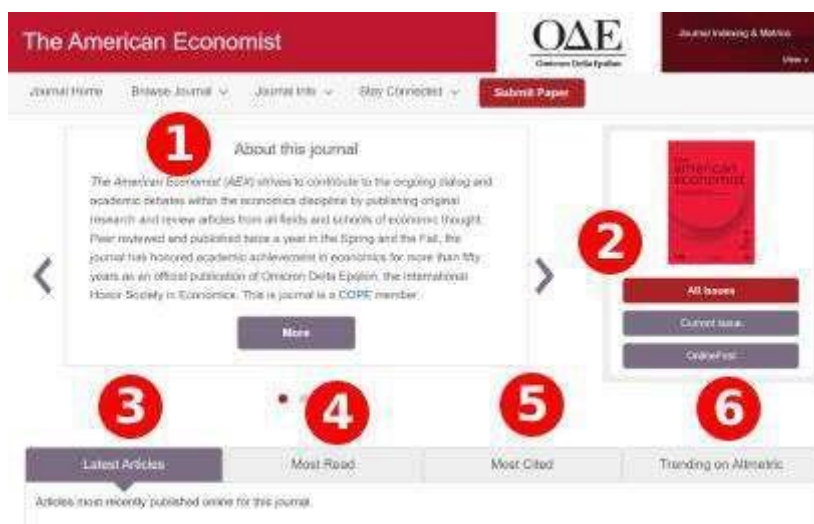 The American Economist
ΟΔΕ
Omicron Delta Epsilon
Journal Indexing & Metrics
View »
Journal Home Browse Journal Journal Info Stay Connected Submit Paper
1
About this journal
The American Economist (AEX) strives to contribute to the ongoing dialog and
academic debates within the economics discipline by publishing original
research and review articles from all fields and schools of economic thought.
Peer reviewed and published twice a year in the Spring and the Fall, the
journal has honored academic achievement in economics for more than fifty
years as an official publication of Omicron Delta Epsilon, the International
Honor Society in Economics. This is journal is a COPE member.
More
the
american
economist
2
All Issues
Current Issue
OnlineFirst
3
4
5
6
Latest Articles Most Read Most Cited Trending on Altmetric
Articles most recently published online for this journal.